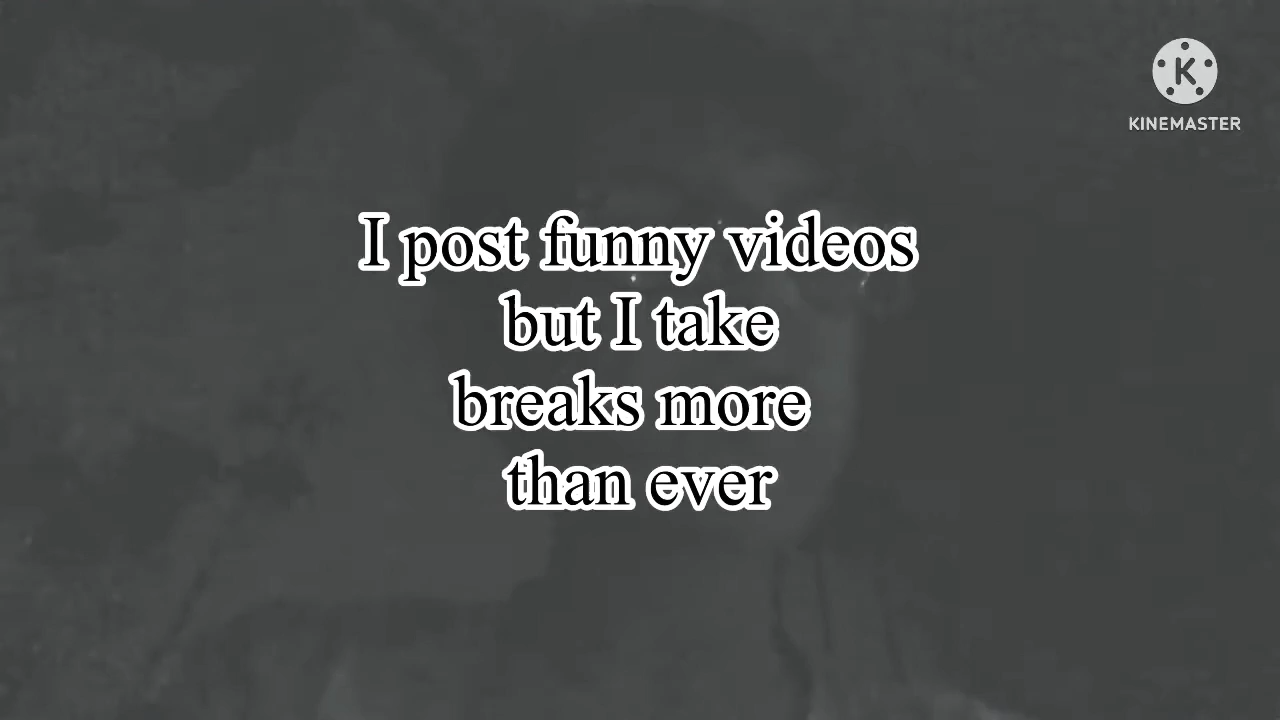 KINEMASTER
I post funny videos
but I take
breaks more
than ever